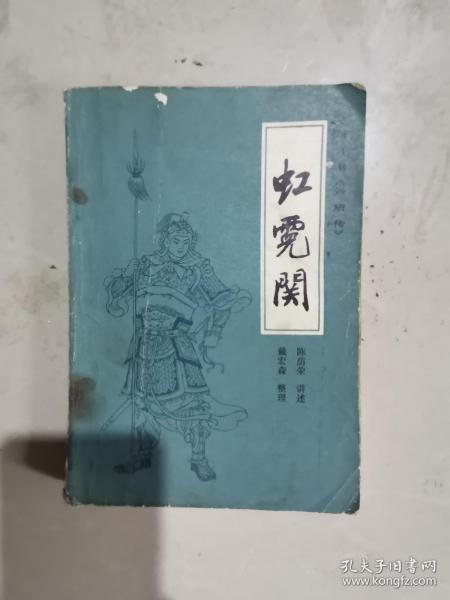 虹霓関
陈荫荣 讲述
戴宏森 整理
孔夫子旧书网
www.kongfz.com